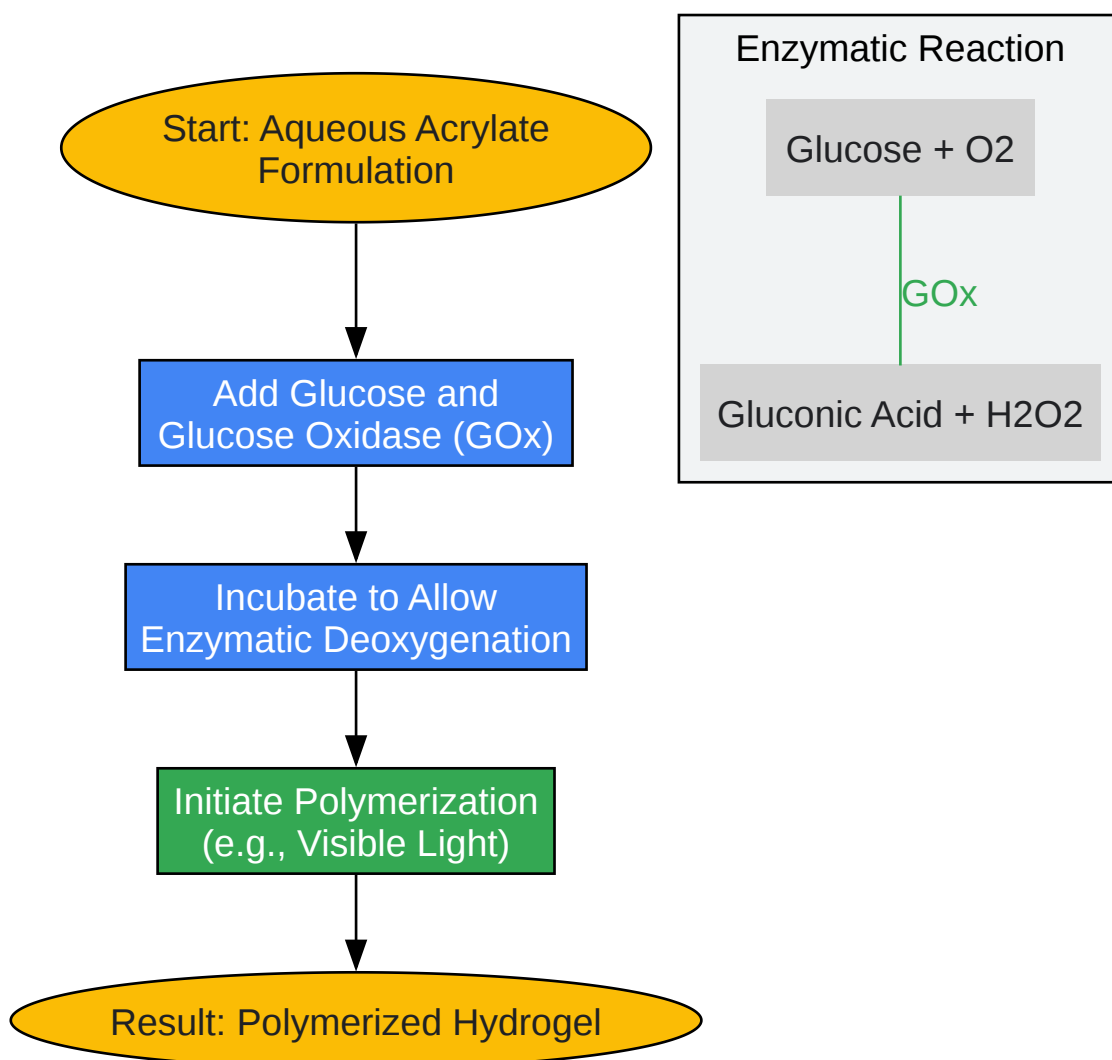 Start: Aqueous Acrylate
Formulation
Add Glucose and
Glucose Oxidase (GOx)
Incubate to Allow
Enzymatic Deoxygenation
Initiate Polymerization
(e.g., Visible Light)
Result: Polymerized Hydrogel
Enzymatic Reaction
Glucose + O2
GOx
Gluconic Acid + H2O2